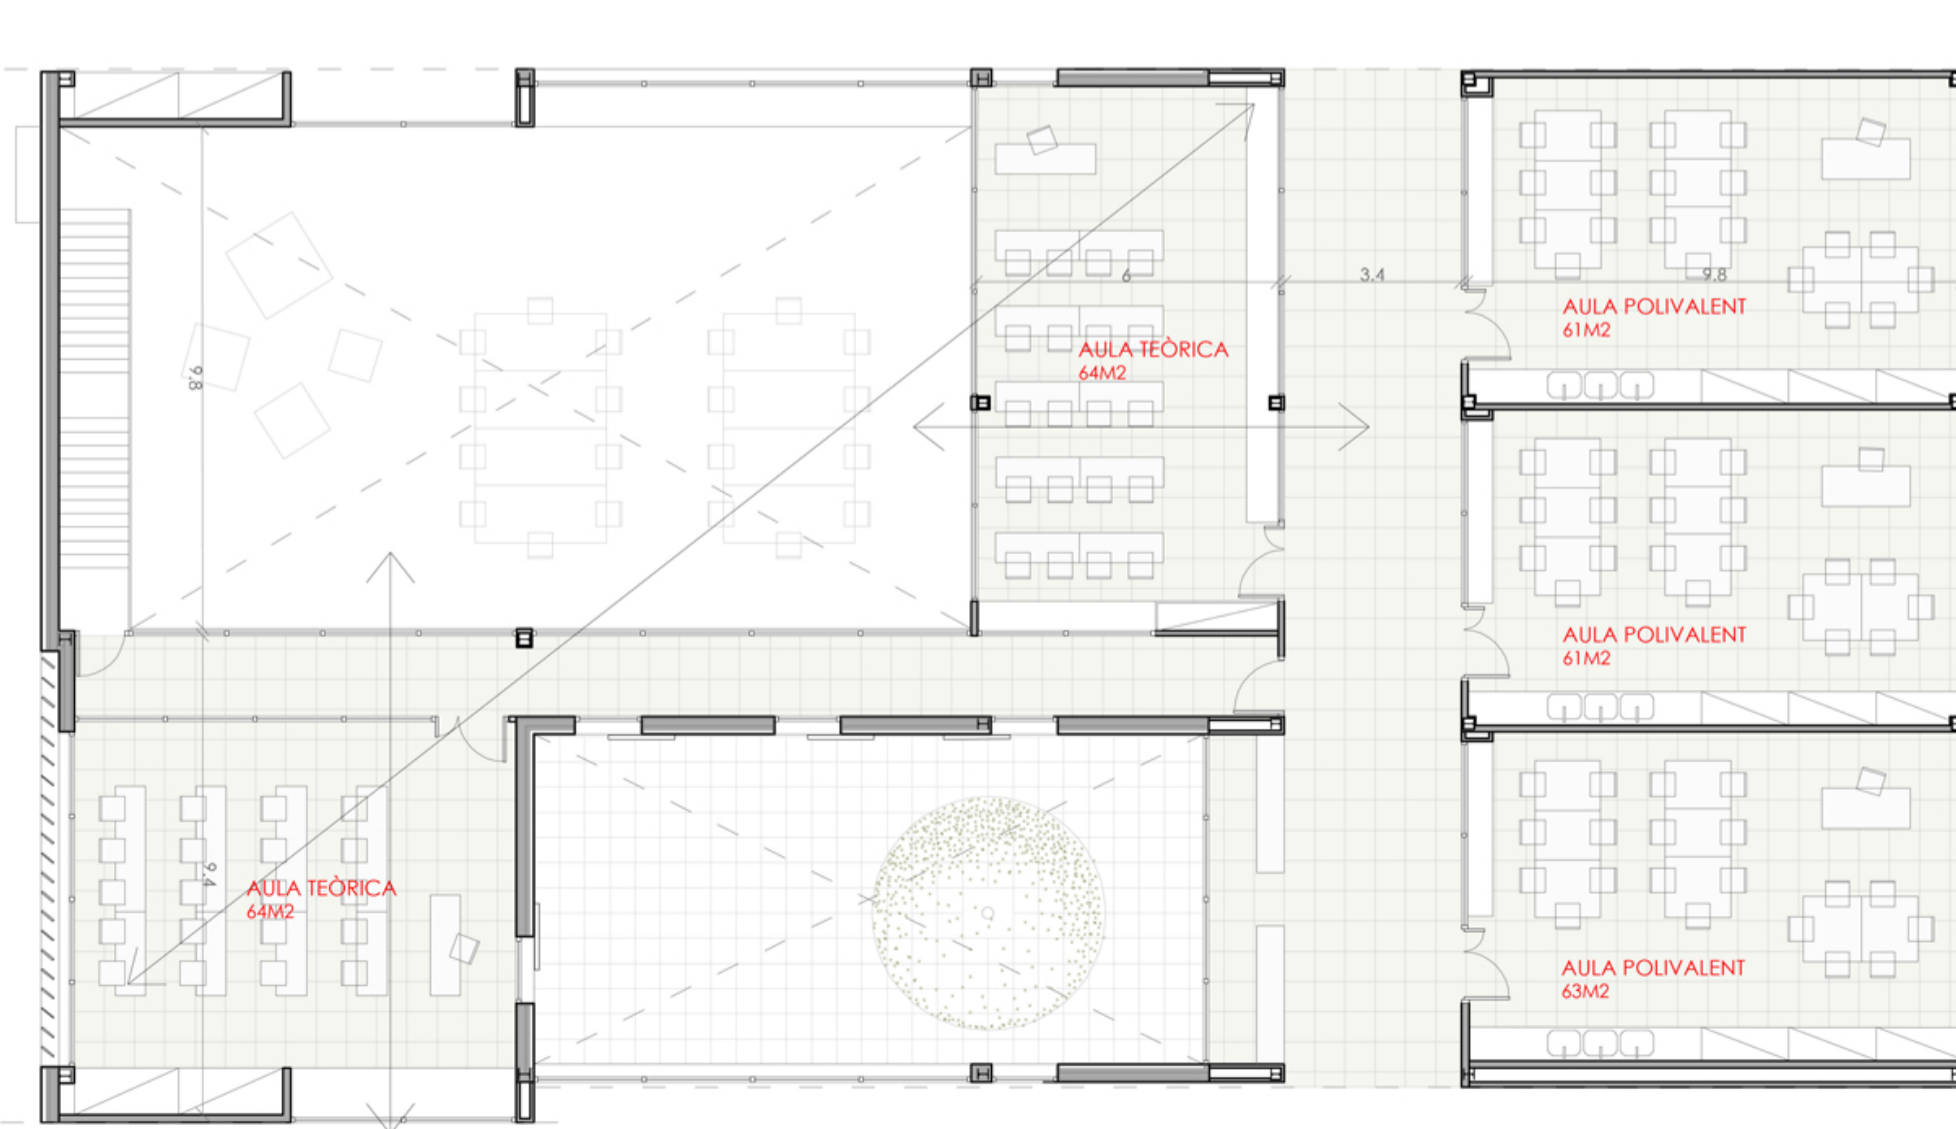 6
3.4
9.8
AULA POLIVALENT
61M2
AULA TEÒRICA
64M2
9.8
AULA POLIVALENT
61M2
9.4
AULA TEÒRICA
64M2
AULA POLIVALENT
63M2